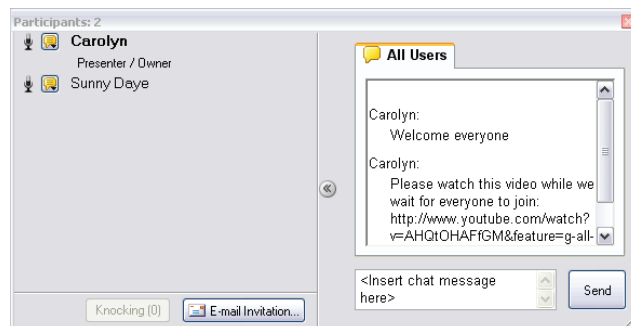 Participants: 2
Carolyn
Presenter / Owner
Sunny Daye
Knocking (0)
E-mail Invitation...
All Users
Carolyn:
Welcome everyone
Carolyn:
Please watch this video while we
wait for everyone to join:
http://www.youtube.com/watch?
v=AHQtOHAFfGM&feature=g-all-
<Insert chat message
here>
Send